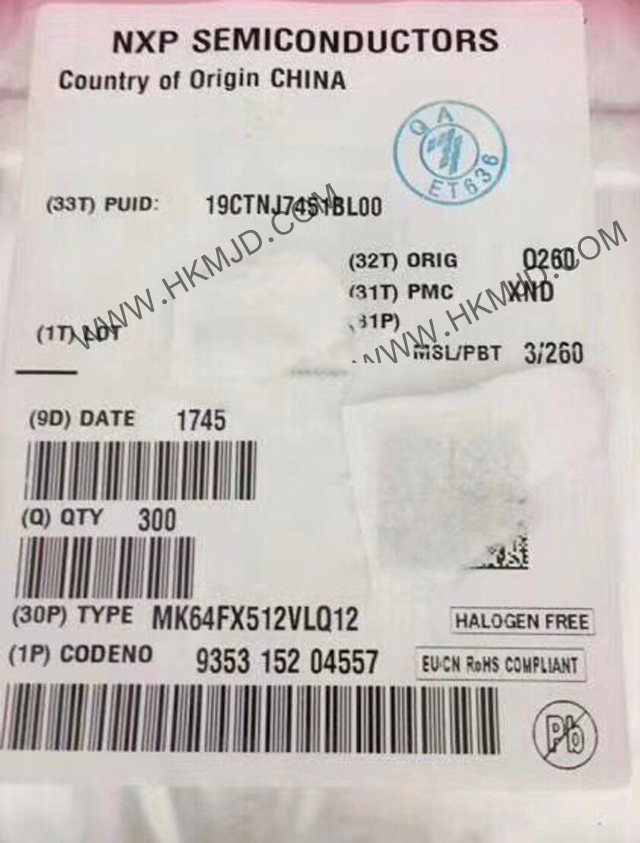 NXP SEMICONDUCTORS
Country of Origin CHINA
QA
ET636
(33T) PUID: 19CTNJ7451BL00
(32T) ORIG 0260
(31T) PMC XND
31P)
(1T) LOT
MSL/PBT 3/260
WWW.HKMJD.COM
WWW.HKMJD.COM
(9D) DATE 1745
(Q) QTY 300
(30P) TYPE MK64FX512VLQ12
HALOGEN FREE
(1P) CODENO 9353 152 04557
EU/CN RoHS COMPLIANT
Pb